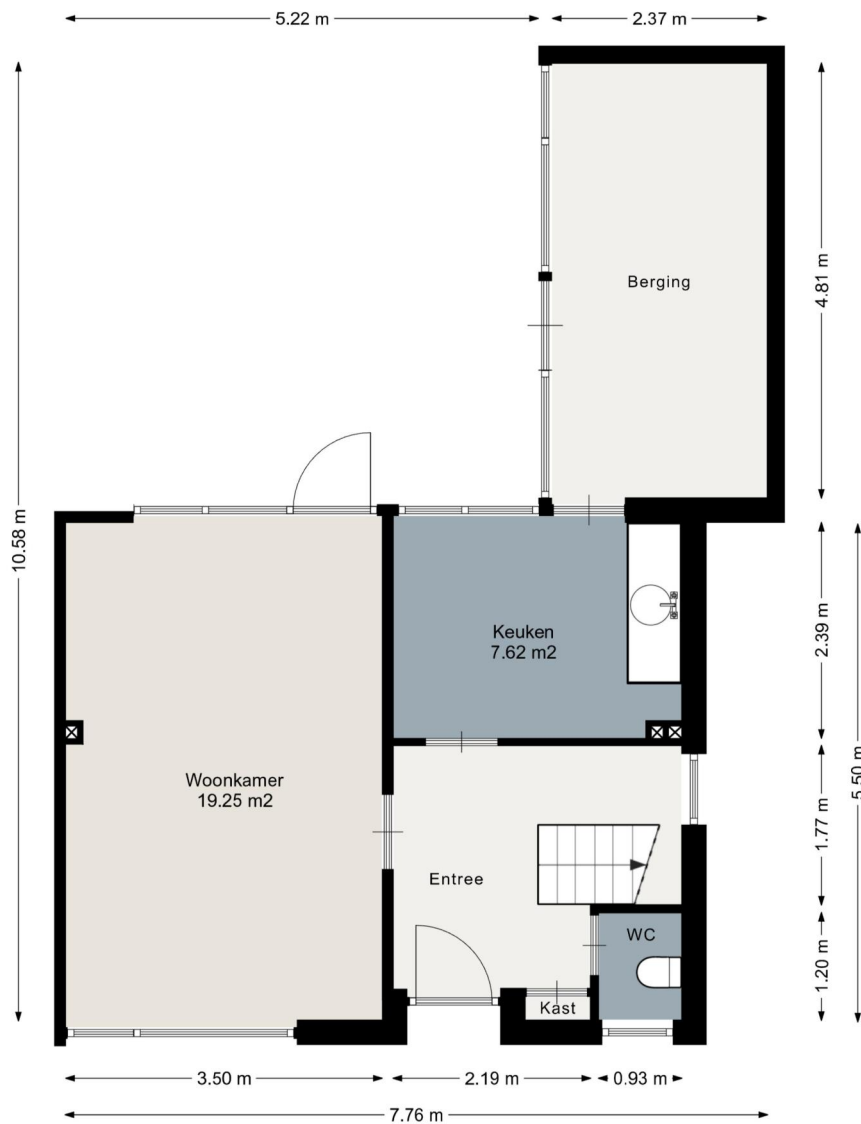 5.22 m
2.37 m
10.58 m
Berging
4.81 m
Keuken
7.62 m2
2.39 m
Woonkamer
19.25 m2
5.50 m
1.77 m
Entree
WC
1.20 m
Kast
3.50 m
2.19 m
0.93 m
7.76 m